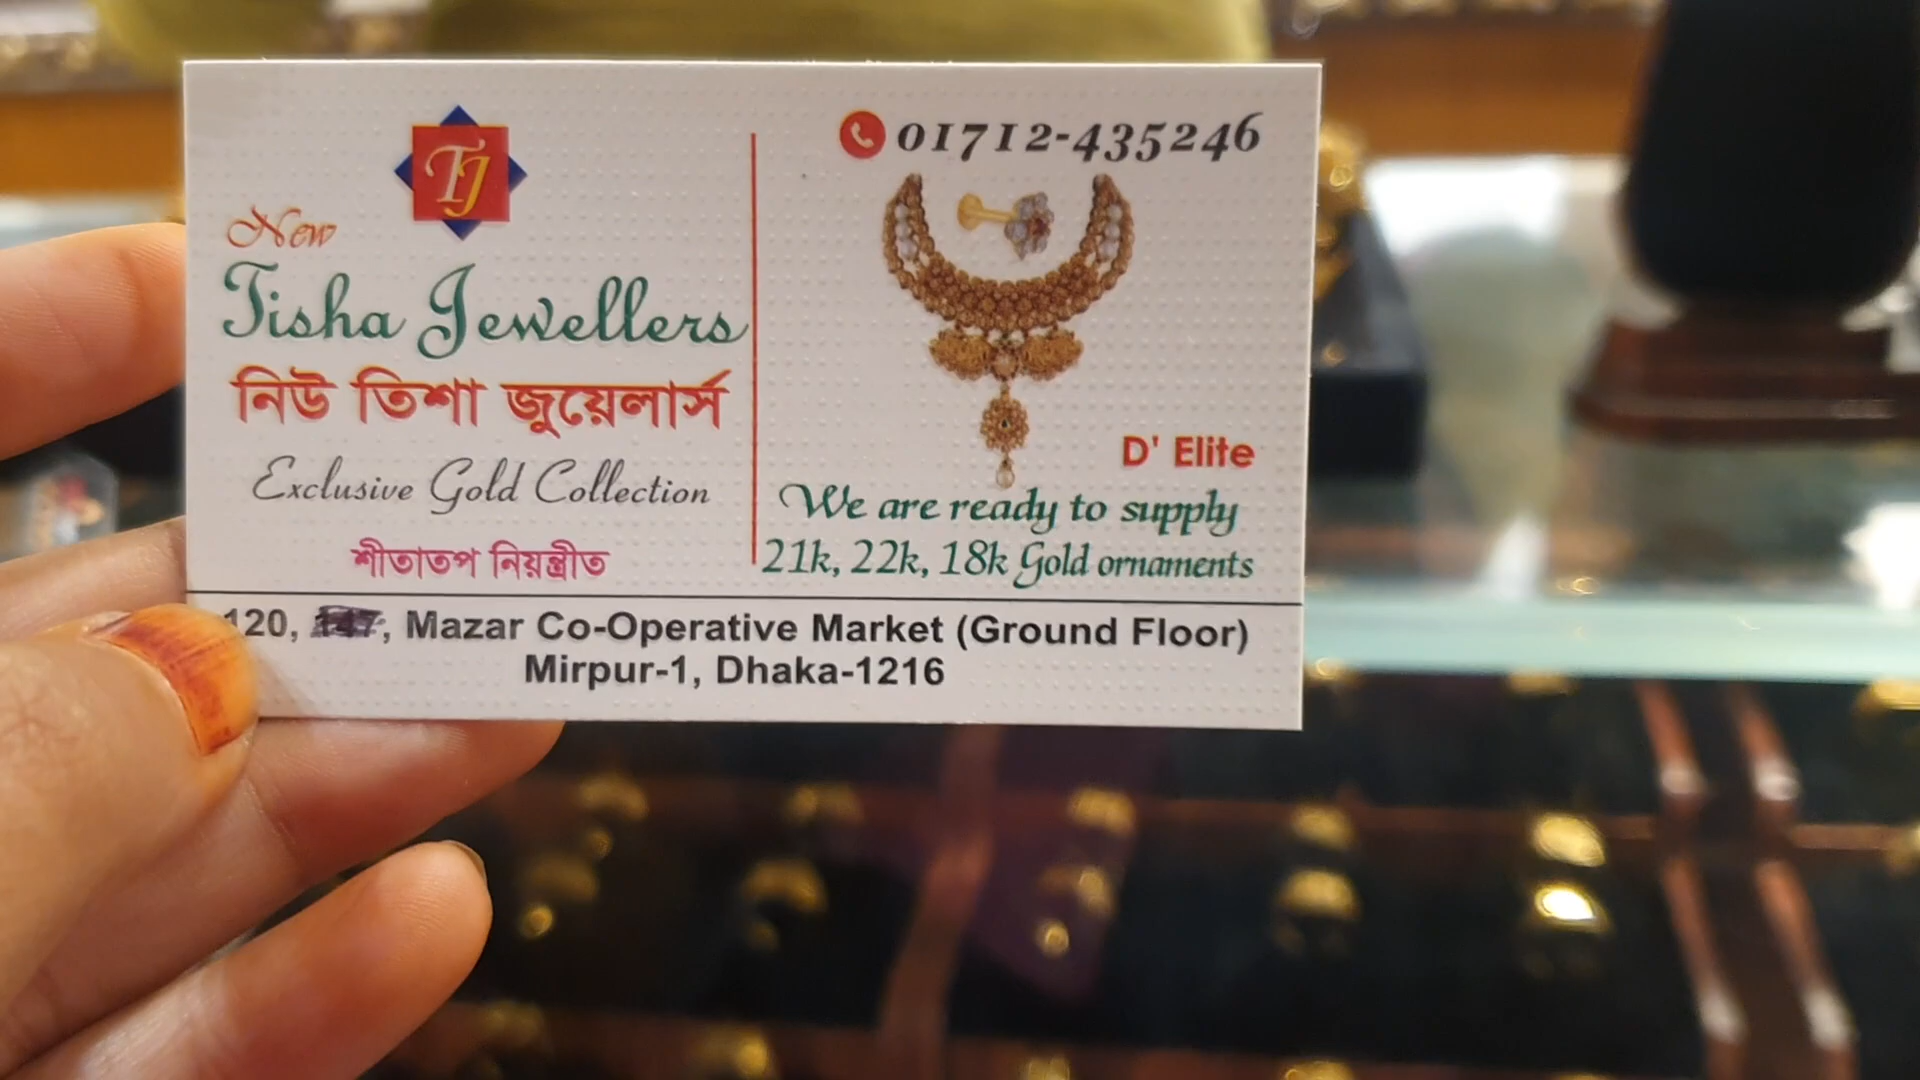 TJ
New
Tisha Jewellers
নিউ তিশা জুয়েলার্স
Exclusive Gold Collection
শীতাতপ নিয়ন্ত্রীত
01712-435246
D' Elite
We are ready to supply
21k, 22k, 18k Gold ornaments
120, , Mazar Co-Operative Market (Ground Floor)
Mirpur-1, Dhaka-1216